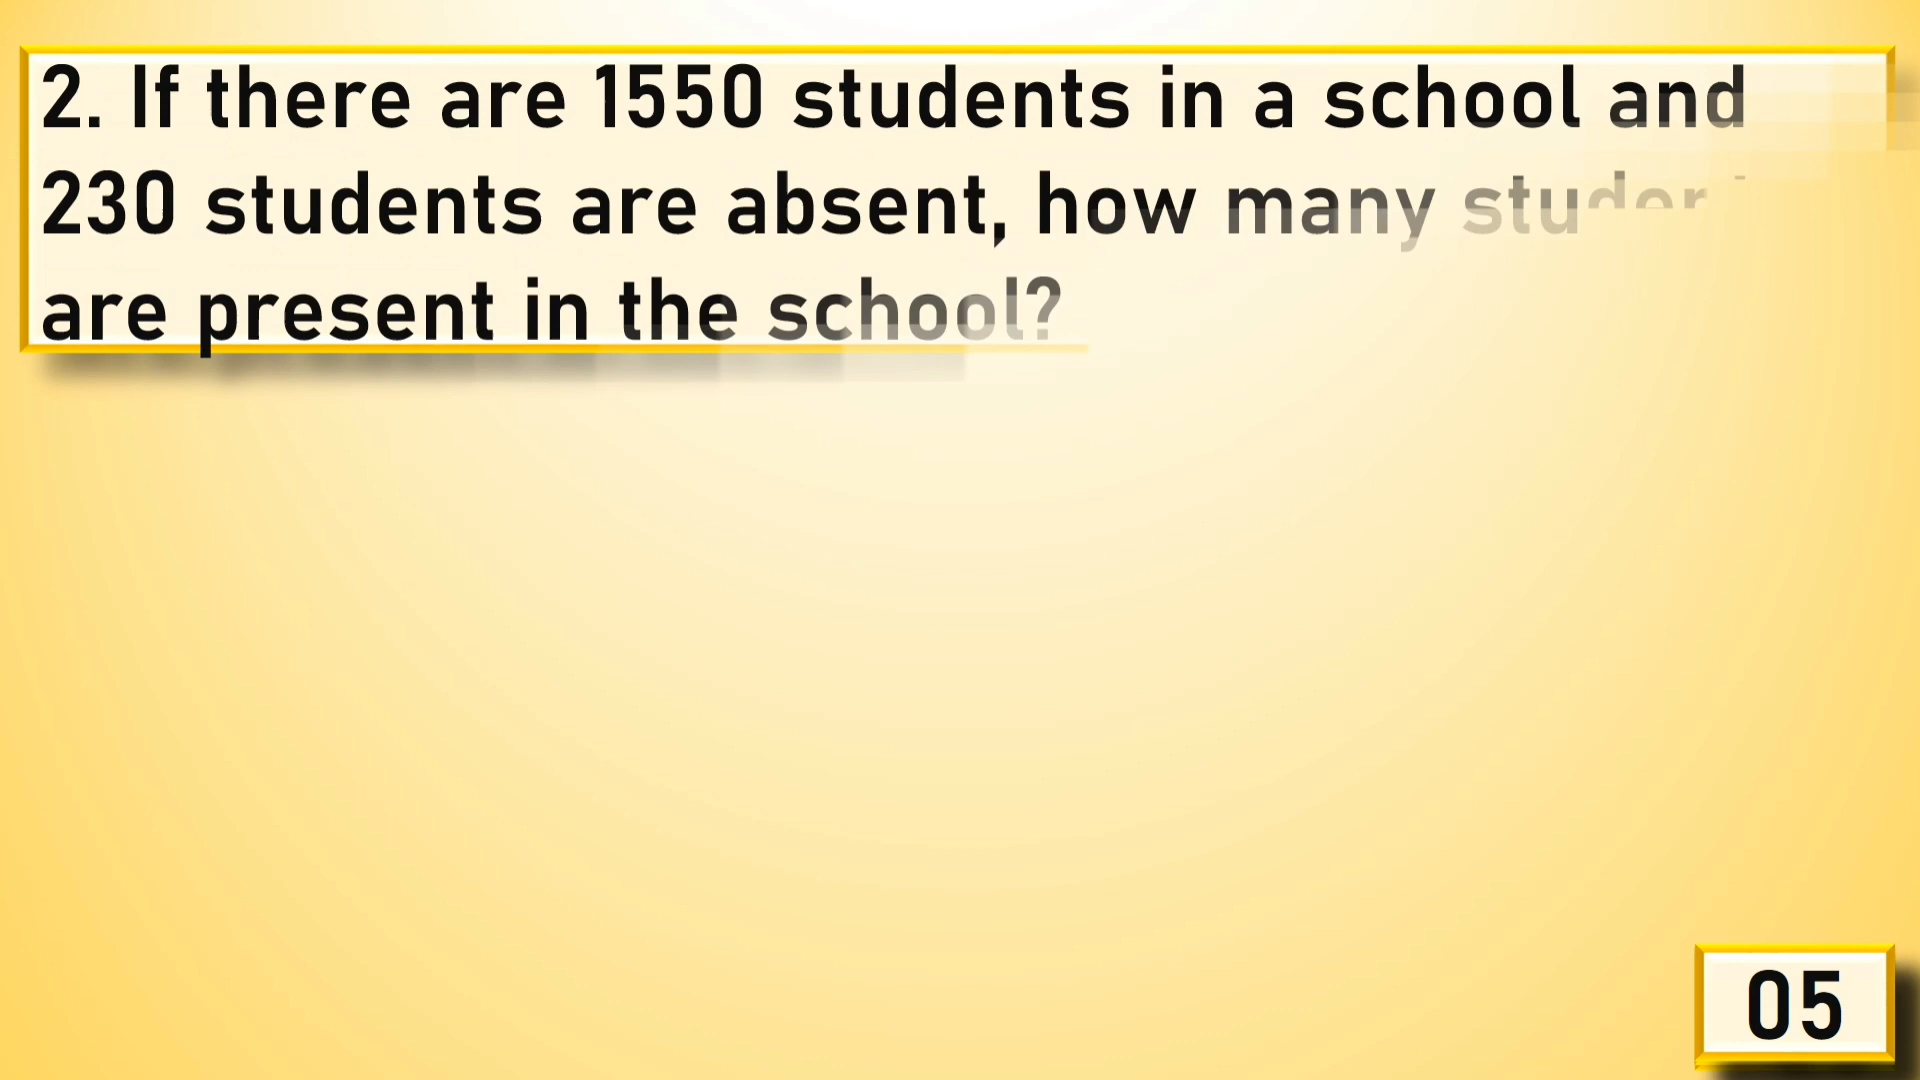 2. If there are 1550 students in a school and
230 students are absent, how many
are present in the school?
05